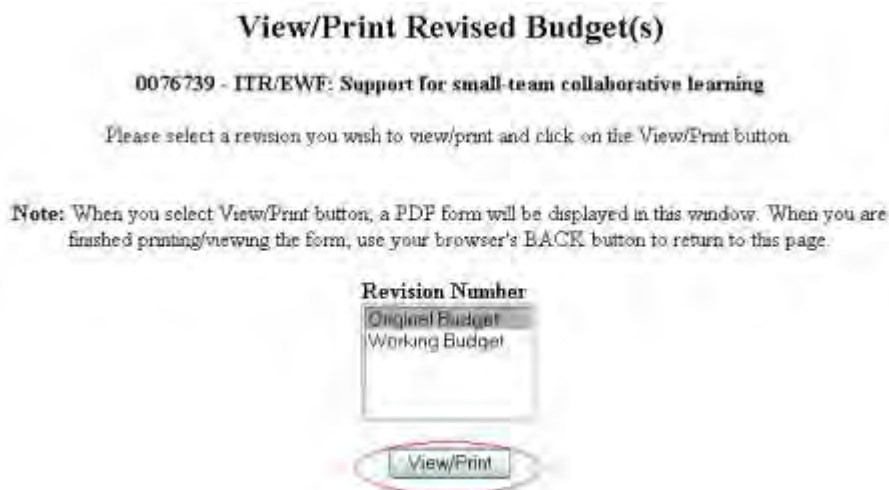 View/Print Revised Budget(s)
0076739 - ITR/EWF: Support for small-team collaborative learning
Please select a revision you wish to view/print and click on the View/Print button
Note: When you select View/Print button, a PDF form will be displayed in this window. When you are
finished printing/viewing the form, use your browser's BACK button to return to this page.
Revision Number
Original Budget
Working Budget
View/Print